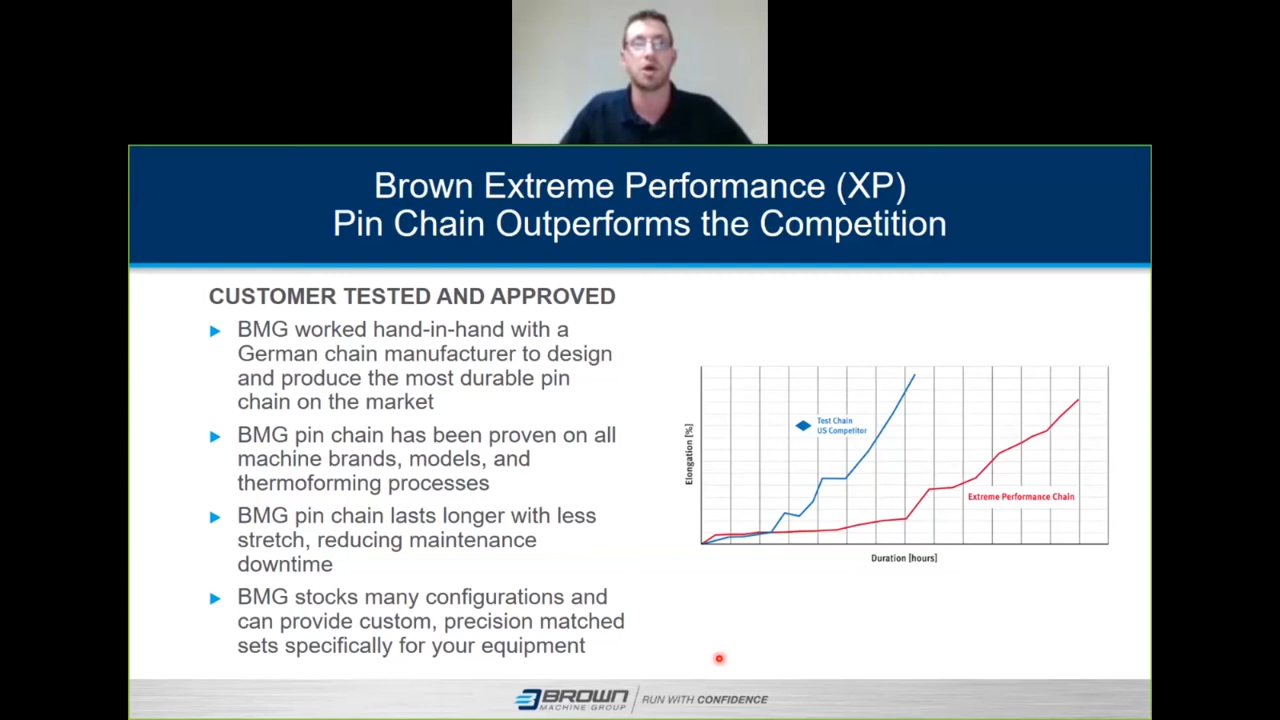 Brown Extreme Performance (XP)
Pin Chain Outperforms the Competition
CUSTOMER TESTED AND APPROVED
BMG worked hand-in-hand with a
German chain manufacturer to design
and produce the most durable pin
chain on the market
BMG pin chain has been proven on all
machine brands, models, and
thermoforming processes
BMG pin chain lasts longer with less
stretch, reducing maintenance
downtime
BMG stocks many configurations and
can provide custom, precision matched
sets specifically for your equipment
Elongation [%]
Test Chain
US Competitor
Extreme Performance Chain
Duration [hours]
BROWN
MACHINE GROUP
RUN WITH CONFIDENCE